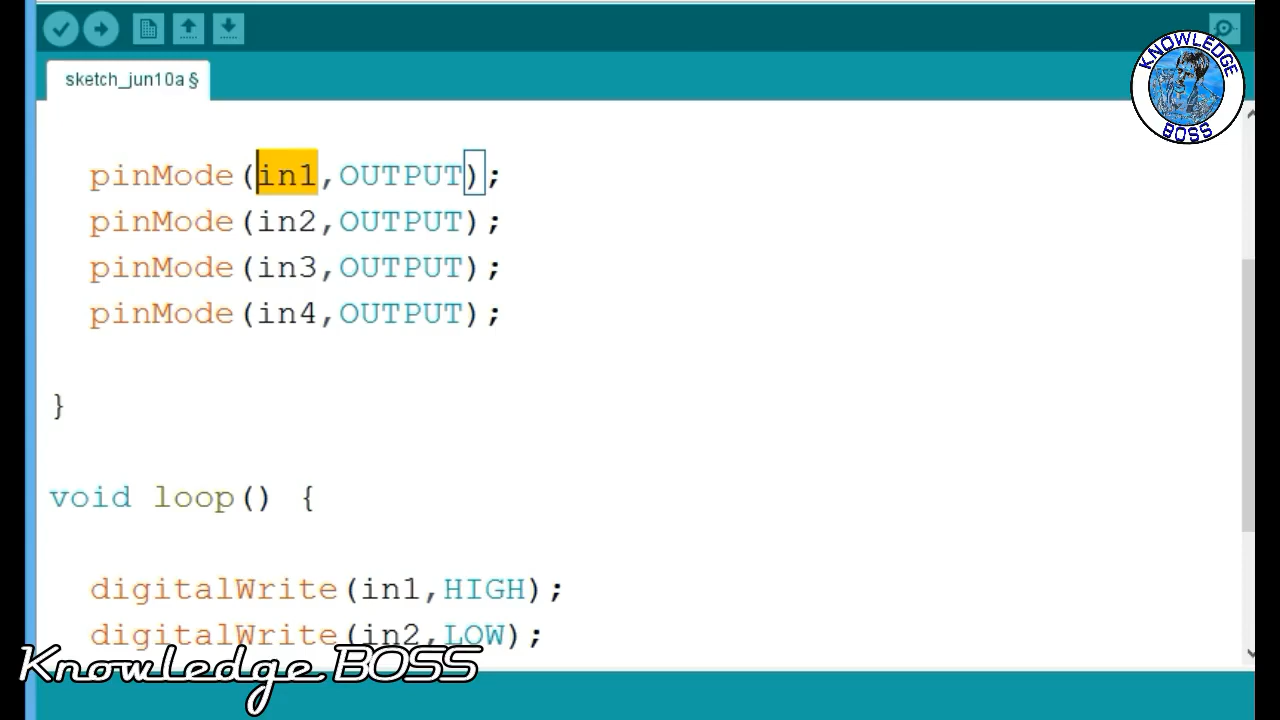 sketch_jun10a §
KNOWLEDGE
BOSS
pinMode(in1,OUTPUT);
pinMode(in2,OUTPUT);
pinMode(in3,OUTPUT);
pinMode(in4,OUTPUT);
}
void loop() {
digitalWrite(in1,HIGH);
digitalWrite(in2,LOW);
Knowledge BOSS